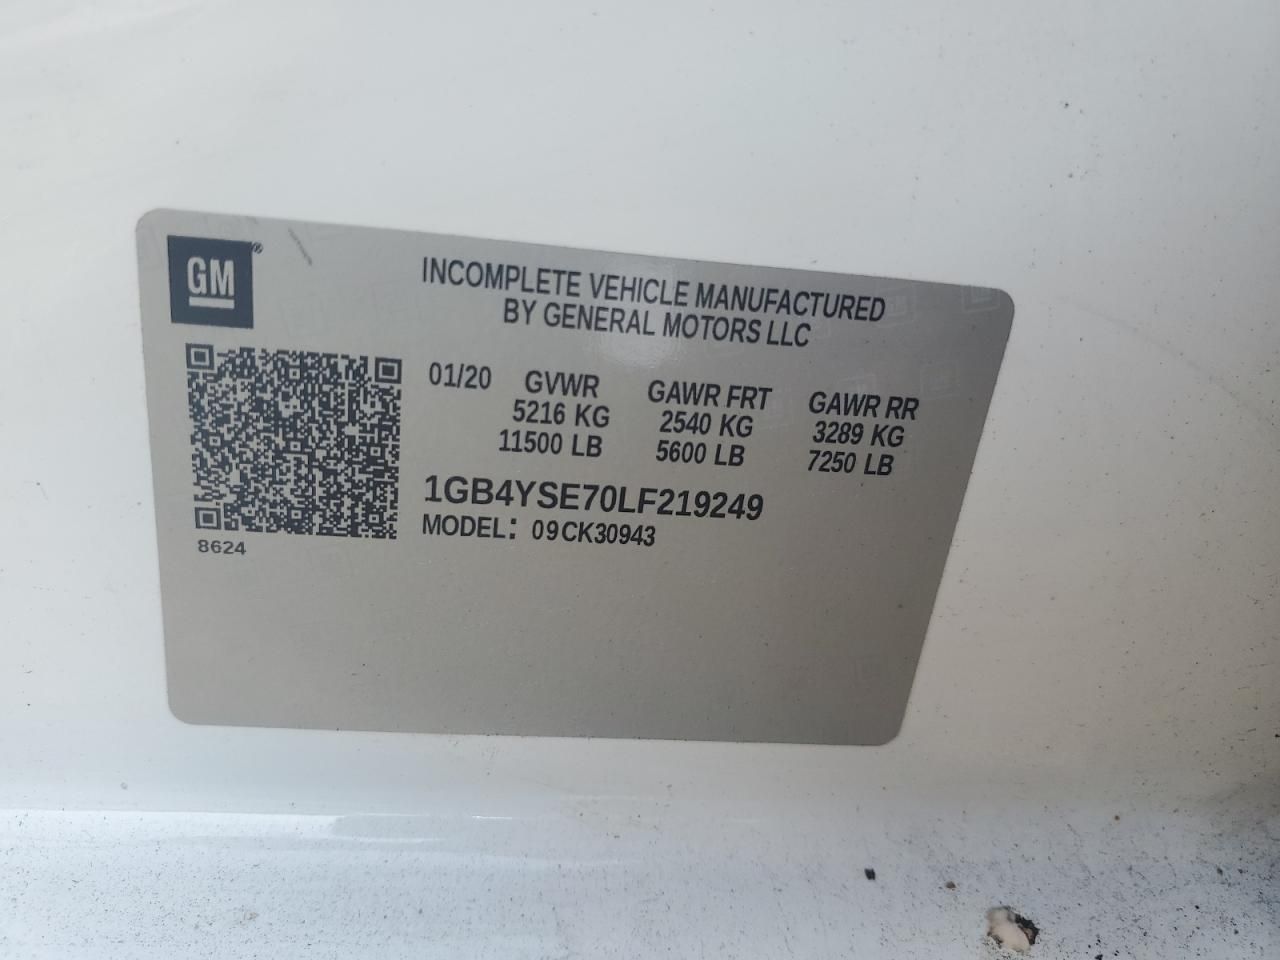 GM®
INCOMPLETE VEHICLE MANUFACTURED
BY GENERAL MOTORS LLC
01/20 GVWR GAWR FRT GAWR RR
5216 KG 2540 KG 3289 KG
11500 LB 5600 LB 7250 LB
1GB4YSE70LF219249
MODEL: 09CK30943
8624